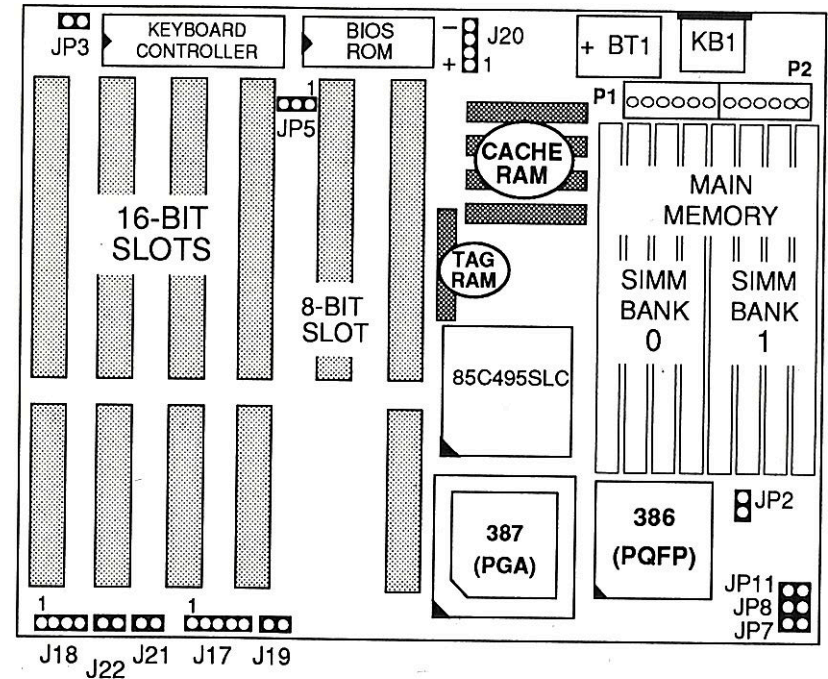 JP3
KEYBOARD
CONTROLLER
BIOS
ROM
− J20
+ 1
+ BT1
KB1
P2
P1
1
JP5
CACHE
RAM
MAIN
MEMORY
16-BIT
SLOTS
TAG
RAM
8-BIT
SLOT
SIMM
BANK
0
SIMM
BANK
1
85C495SLC
387
(PGA)
386
(PQFP)
JP2
JP11
JP8
JP7
1
1
J18
J22
J21
J17
J19